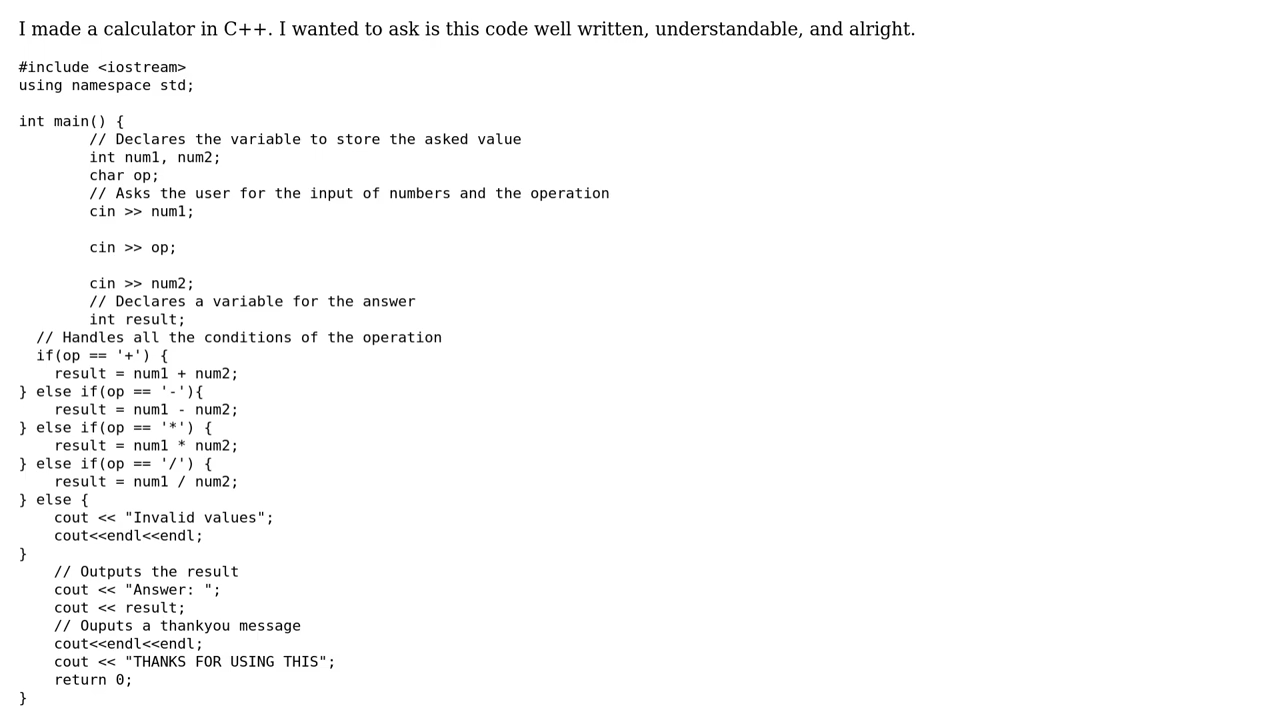 I made a calculator in C++. I wanted to ask is this code well written, understandable, and alright.
#include <iostream>
using namespace std;

int main() {
        // Declares the variable to store the asked value
        int num1, num2;
        char op;
        // Asks the user for the input of numbers and the operation
        cin >> num1;

        cin >> op;

        cin >> num2;
        // Declares a variable for the answer
        int result;
  // Handles all the conditions of the operation
  if(op == '+') {
    result = num1 + num2;
} else if(op == '-'){
    result = num1 - num2;
} else if(op == '*') {
    result = num1 * num2;
} else if(op == '/') {
    result = num1 / num2;
} else {
    cout << "Invalid values";
    cout<<endl<<endl;
}
    // Outputs the result
    cout << "Answer: ";
    cout << result;
    // Ouputs a thankyou message
    cout<<endl<<endl;
    cout << "THANKS FOR USING THIS";
    return 0;
}